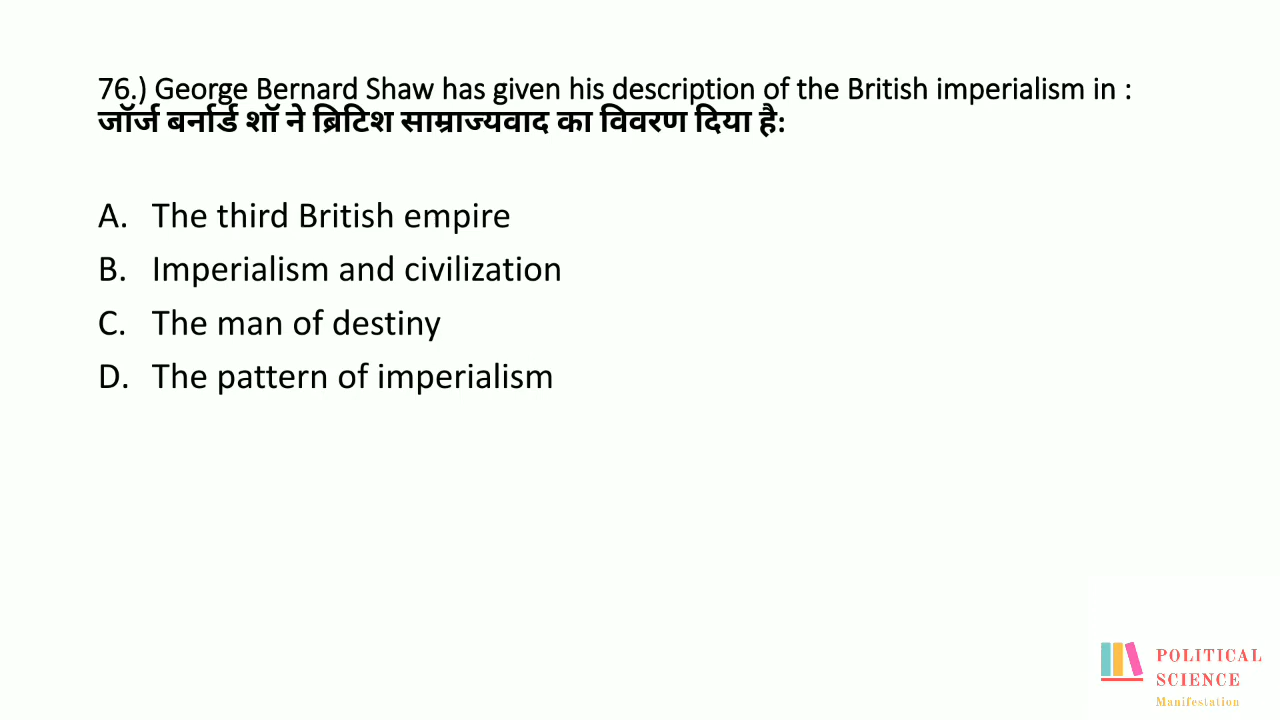 76.) George Bernard Shaw has given his description of the British imperialism in :
जॉर्ज बर्नार्ड शॉ ने ब्रिटिश साम्राज्यवाद का विवरण दिया है:
A. The third British empire
B. Imperialism and civilization
C. The man of destiny
D. The pattern of imperialism
POLITICAL
SCIENCE
Manifestation